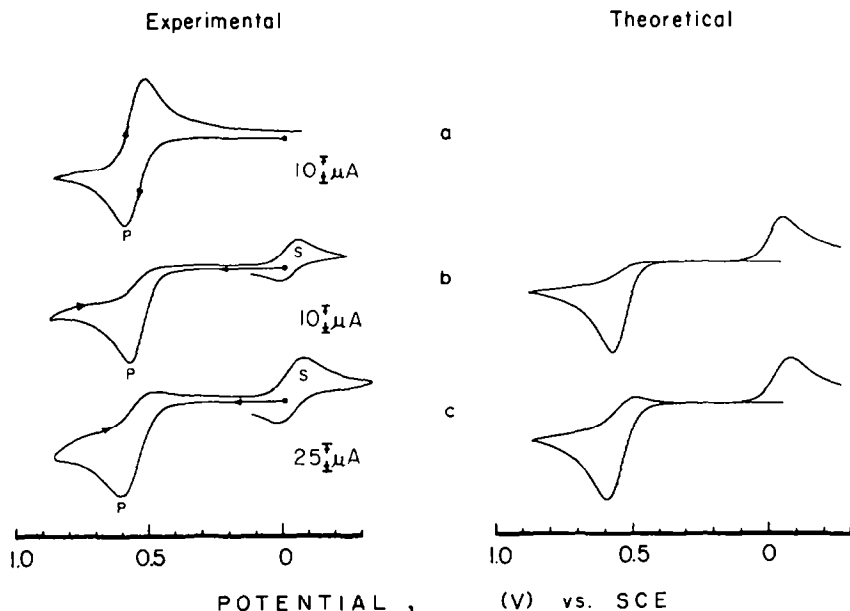 Experimental
Theoretical
a
10 μA
P
S
b
10 μA
P
S
c
25 μA
P
1.0 0.5 0 1.0 0.5 0
POTENTIAL , (V) vs. SCE